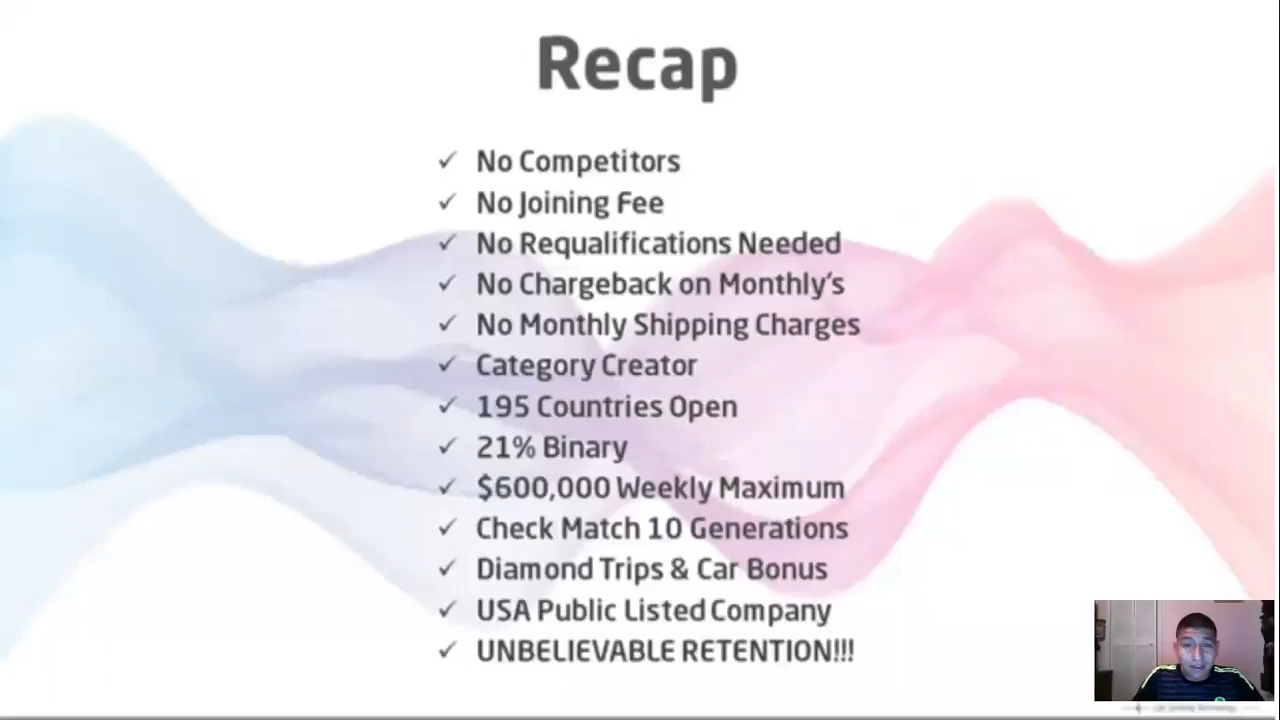 Recap
✓ No Competitors
✓ No Joining Fee
✓ No Requalifications Needed
✓ No Chargeback on Monthly’s
✓ No Monthly Shipping Charges
✓ Category Creator
✓ 195 Countries Open
✓ 21% Binary
✓ $600,000 Weekly Maximum
✓ Check Match 10 Generations
✓ Diamond Trips & Car Bonus
✓ USA Public Listed Company
✓ UNBELIEVABLE RETENTION!!!